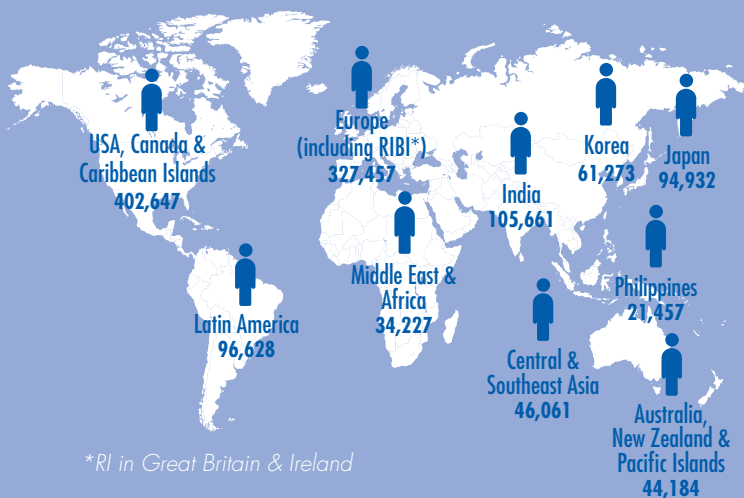 USA, Canada &
Caribbean Islands
402,647
Europe
(including RIBI*)
327,457
India
105,661
Korea
61,273
Japan
94,932
Latin America
96,628
Middle East &
Africa
34,227
Philippines
21,457
Central &
Southeast Asia
46,061
Australia,
New Zealand &
Pacific Islands
44,184
*RI in Great Britain & Ireland